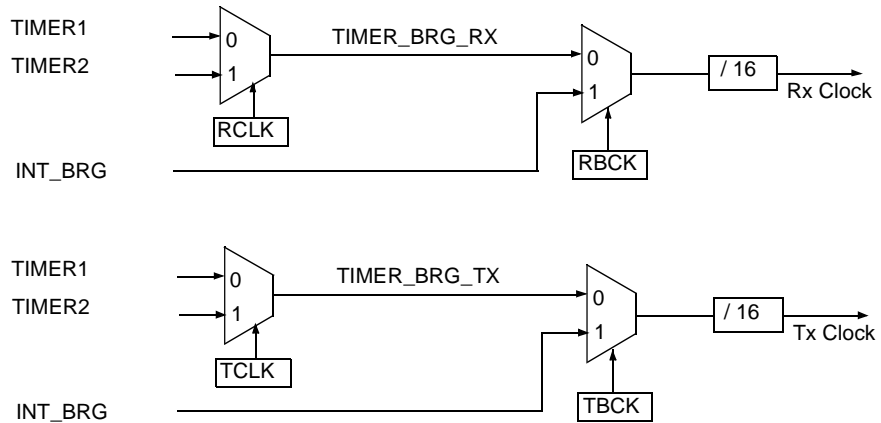 TIMER1
0
TIMER_BRG_RX
TIMER2
1
0
/ 16
1
Rx Clock
RCLK
RBCK
INT_BRG
TIMER1
0
TIMER_BRG_TX
TIMER2
1
0
/ 16
1
Tx Clock
TCLK
TBCK
INT_BRG